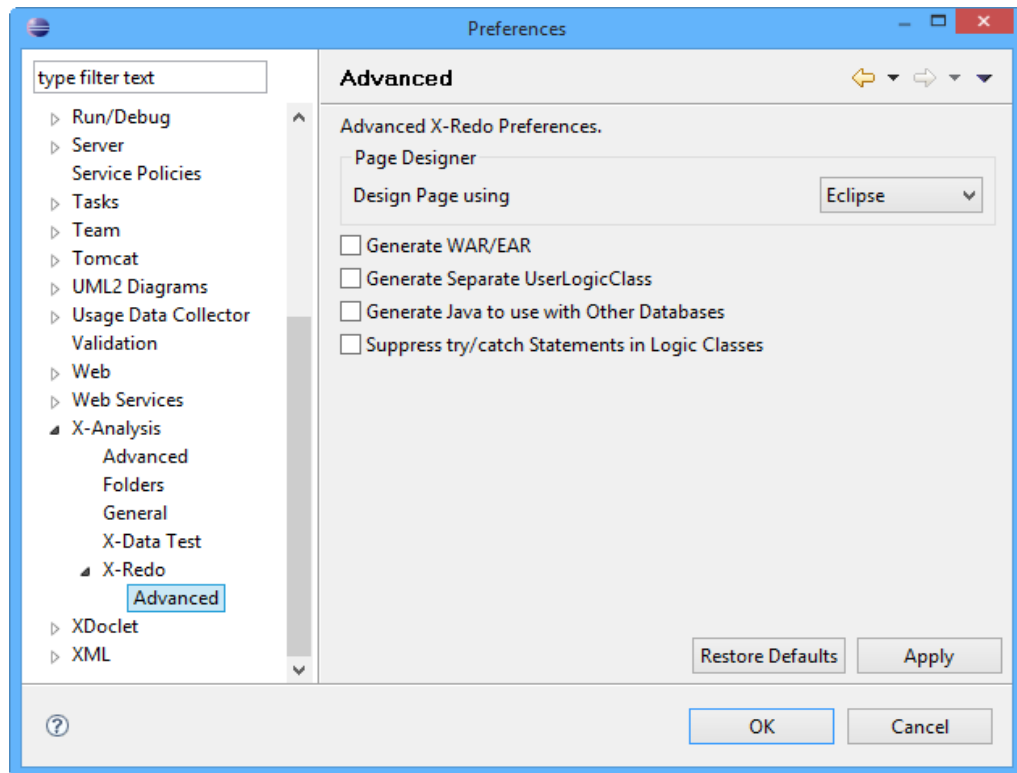 Preferences
type filter text
Run/Debug
Server
Service Policies
Tasks
Team
Tomcat
UML2 Diagrams
Usage Data Collector
Validation
Web
Web Services
X-Analysis
Advanced
Folders
General
X-Data Test
X-Redo
Advanced
XDoclet
XML
Advanced
Advanced X-Redo Preferences.
Page Designer
Design Page using
Eclipse
Generate WAR/EAR
Generate Separate UserLogicClass
Generate Java to use with Other Databases
Suppress try/catch Statements in Logic Classes
Restore Defaults
Apply
?
OK
Cancel